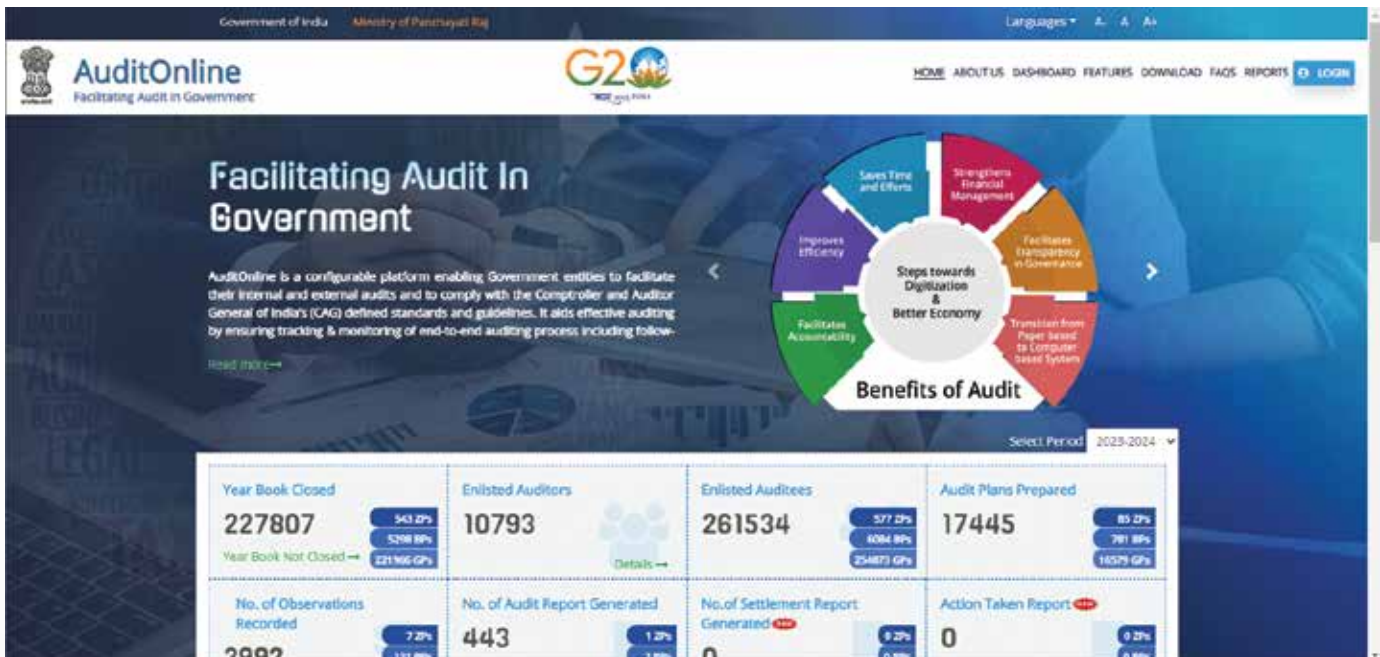 Government of India
Ministry of Panchayati Raj
Languages
A- A A+
AuditOnline
Facilitating Audit in Government
G20
HOME ABOUT US DASHBOARD FEATURES DOWNLOAD FAQS REPORTS LOGIN
Facilitating Audit In
Government
AuditOnline is a configurable platform enabling Government entities to facilitate
their internal and external audits and to comply with the Comptroller and Auditor
General of India's (CAG) defined standards and guidelines. It aids effective auditing
by ensuring tracking & monitoring of end-to-end auditing process including follow-
Read more→
Saves Time
and Efforts
Strengthens
Financial
Management
Improves
Efficiency
Facilitates
Transparency
in Governance
Steps towards
Digitization
&
Better Economy
Facilitates
Accountability
Transition from
Paper based
to Computer
based System
Benefits of Audit
Select Period 2023-2024
Year Book Closed
227807
543 ZPs
5298 BPs
221966 GPs
Year Book Not Closed→
Enlisted Auditors
10793
Details→
Enlisted Auditees
261534
577 ZPs
6084 BPs
254873 GPs
Audit Plans Prepared
17445
85 ZPs
781 BPs
16579 GPs
No. of Observations
Recorded
3992
7 ZPs
No. of Audit Report Generated
443
1 ZPs
No.of Settlement Report
Generated
0
0 ZPs
Action Taken Report
0
0 ZPs